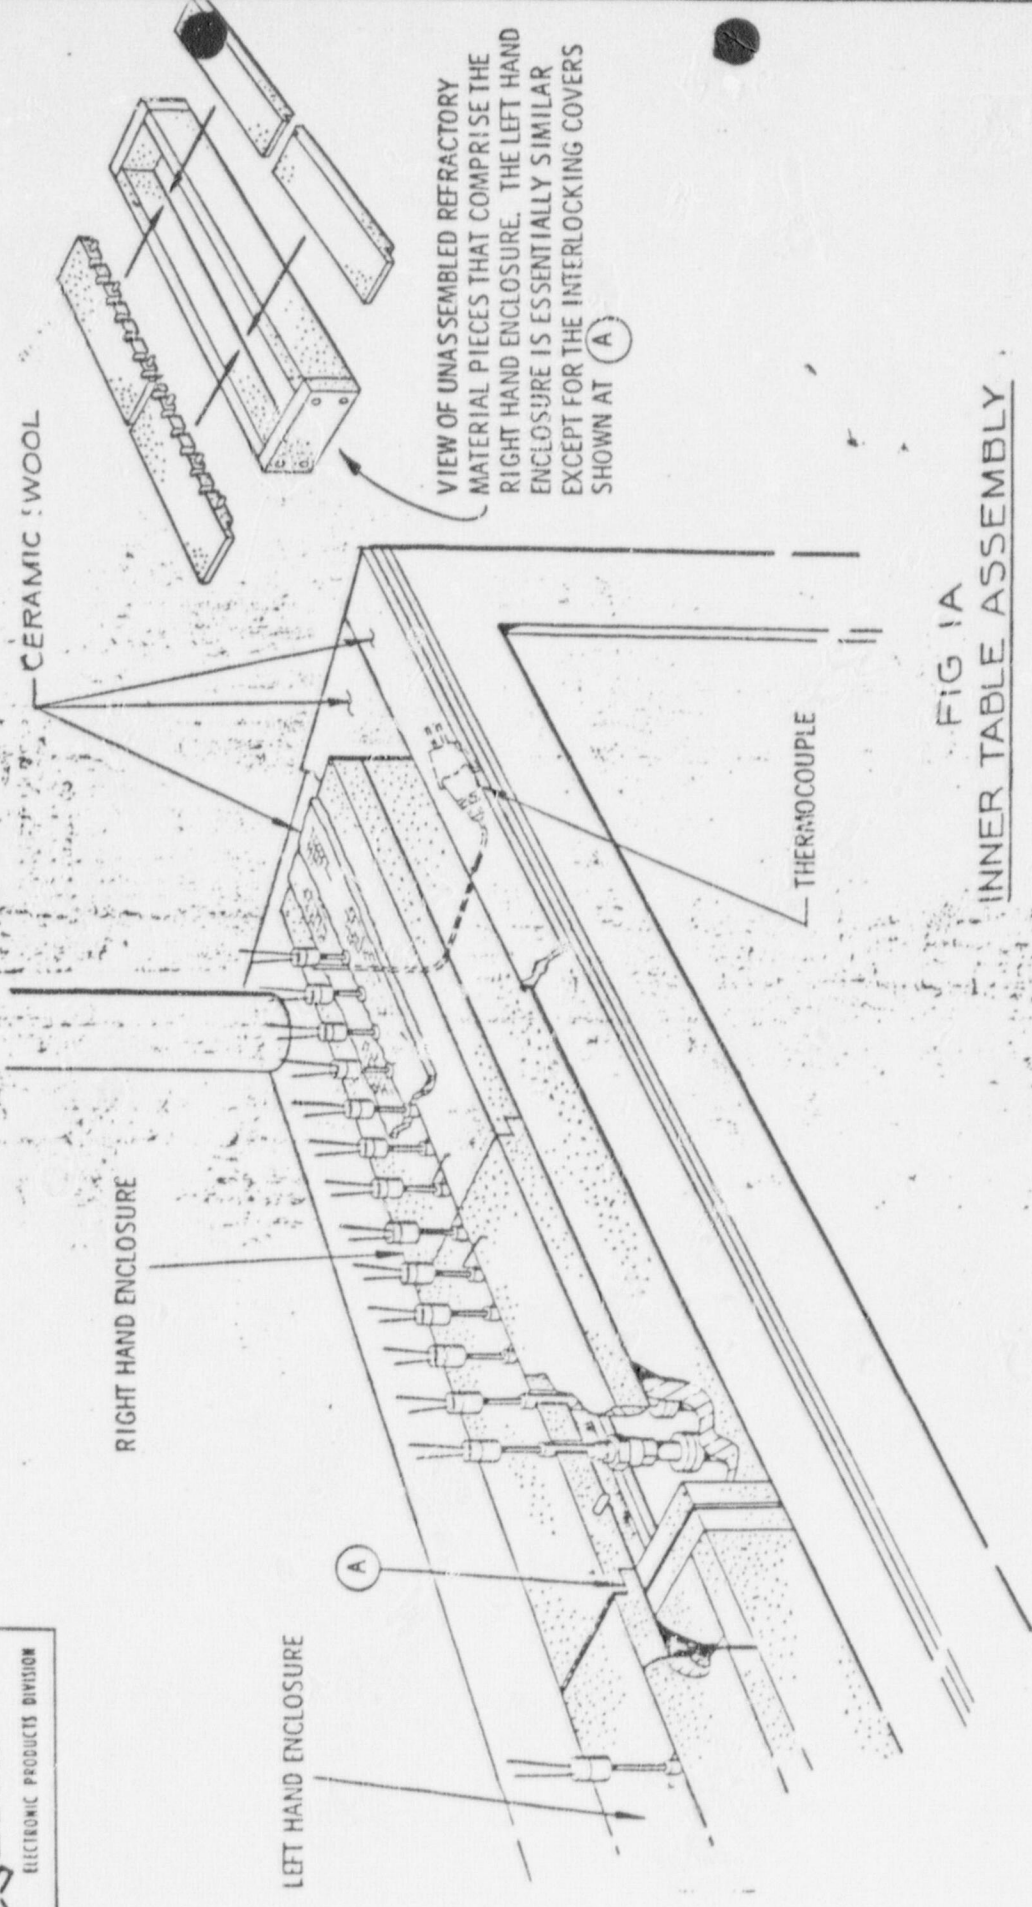 ELECTRONIC PRODUCTS DIVISION
CERAMIC WOOL
RIGHT HAND ENCLOSURE
LEFT HAND ENCLOSURE
A
VIEW OF UNASSEMBLED REFRACTORY
MATERIAL PIECES THAT COMPRISE THE
RIGHT HAND ENCLOSURE. THE LEFT HAND
ENCLOSURE IS ESSENTIALLY SIMILAR
EXCEPT FOR THE INTERLOCKING COVERS
SHOWN AT A
THERMOCOUPLE
FIG 1A
INNER TABLE ASSEMBLY